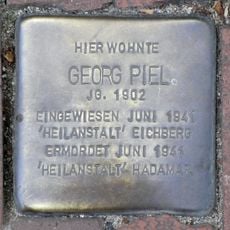 HIER WOHNTE
GEORG PIEL
JG. 1902
EINGEWIESEN JUNI 1941
'HEILANSTALT' EICHBERG
ERMORDET JUNI 1941
'HEILANSTALT' HADAMAR